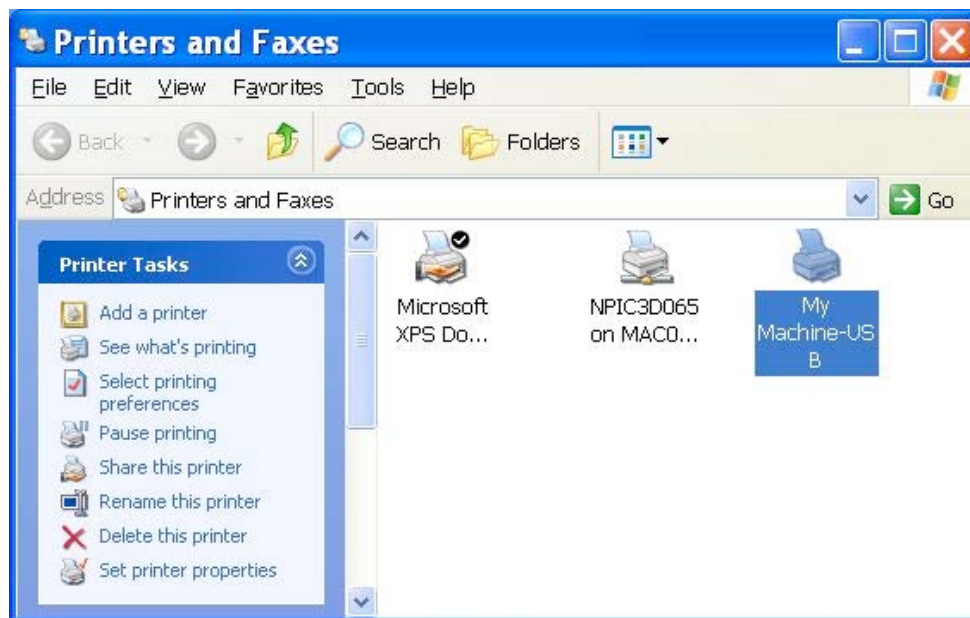 Printers and Faxes
File Edit View Favorites Tools Help
Back Search Folders
Address Printers and Faxes Go
Printer Tasks
Add a printer
See what's printing
Select printing
preferences
Pause printing
Share this printer
Rename this printer
Delete this printer
Set printer properties
Microsoft
XPS Do...
NPIC3D065
on MAC0...
My
Machine-US
B